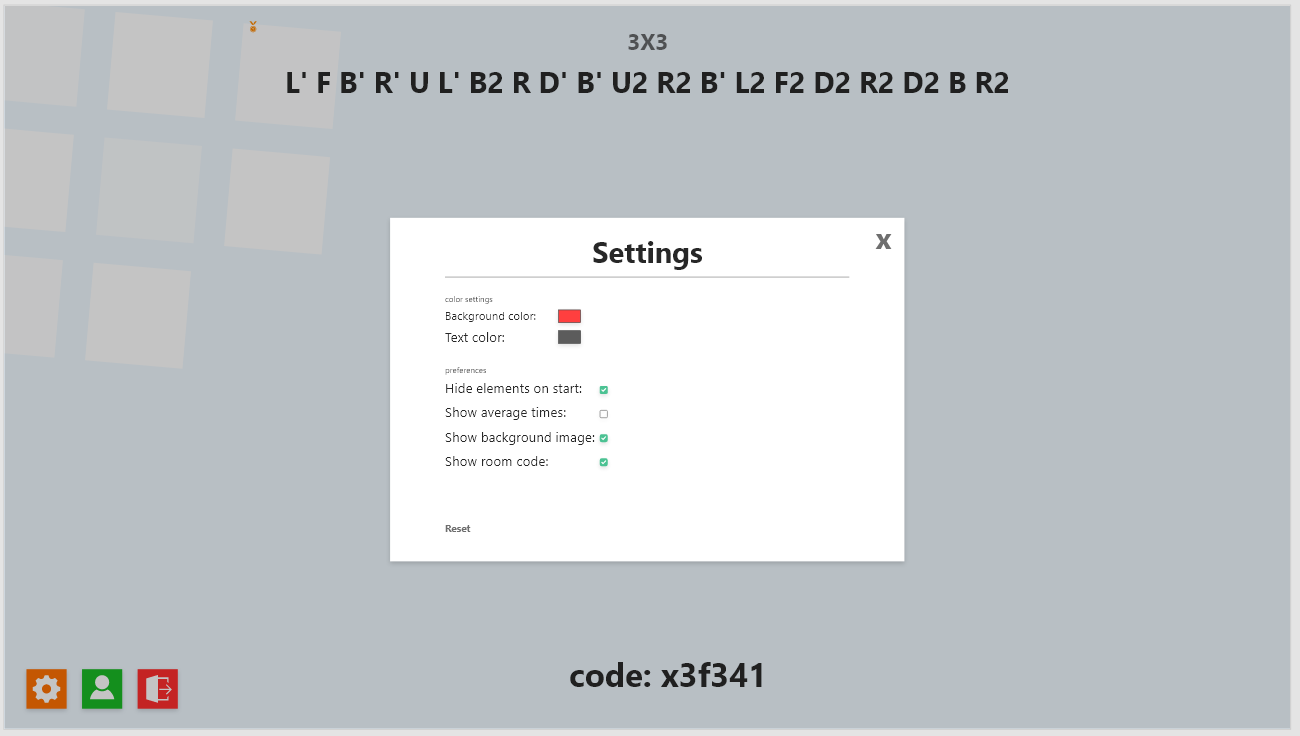 3X3
L' F B' R' U L' B2 R D' B' U2 R2 B' L2 F2 D2 R2 D2 B R2
Settings
X
color settings
Background color:
Text color:
preferences
Hide elements on start:
Show average times:
Show background image:
Show room code:
Reset
code: x3f341